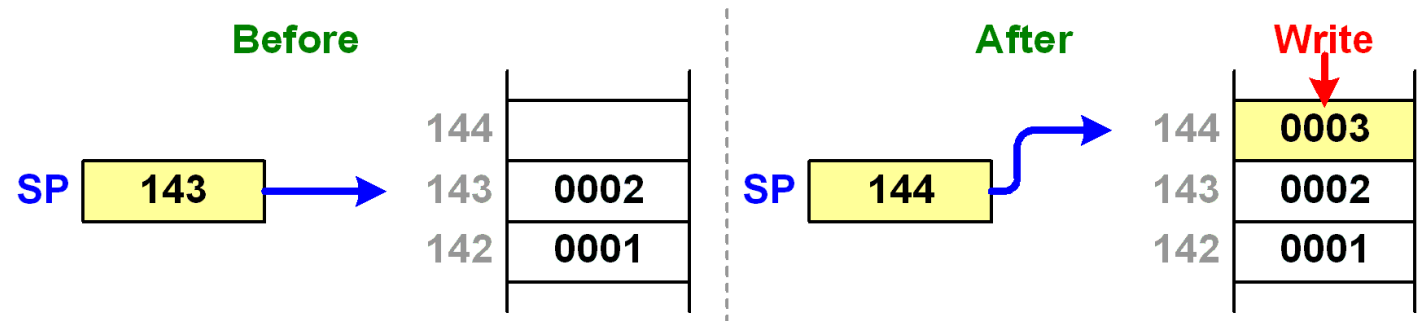 Before
144
SP 143 143 0002
142 0001
After Write
144 0003
SP 144 143 0002
142 0001